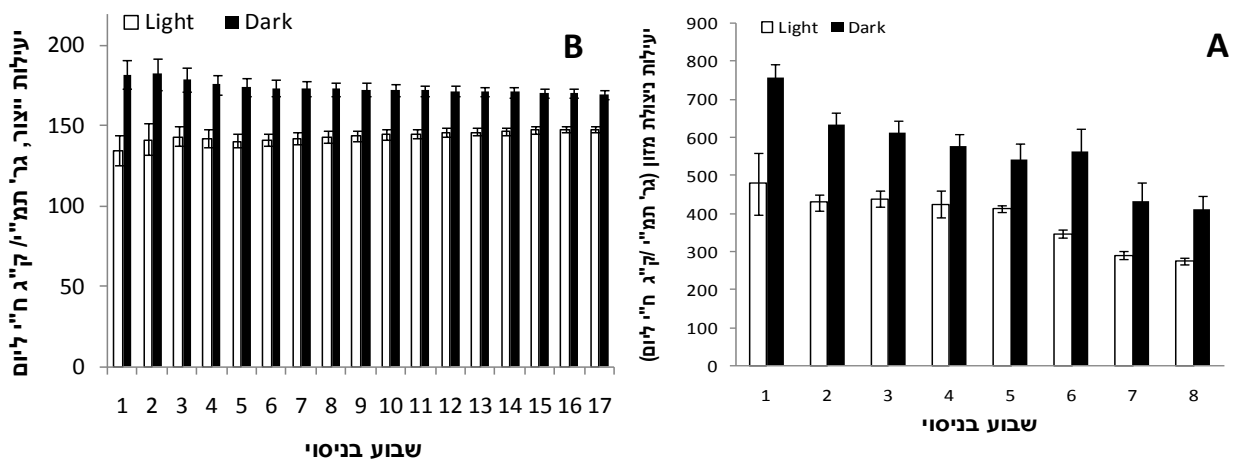 Light Dark
B
יעילות ייצור, גר' תמ"י/ ק"ג ח"י ליום
200
150
100
50
0
1 2 3 4 5 6 7 8 9 10 11 12 13 14 15 16 17
שבוע בניסוי
Light Dark
A
יעילות ניצולת מזון (גר' תמ"י /ק"ג ח"י ליום)
900
800
700
600
500
400
300
200
100
0
1 2 3 4 5 6 7 8
שבוע בניסוי